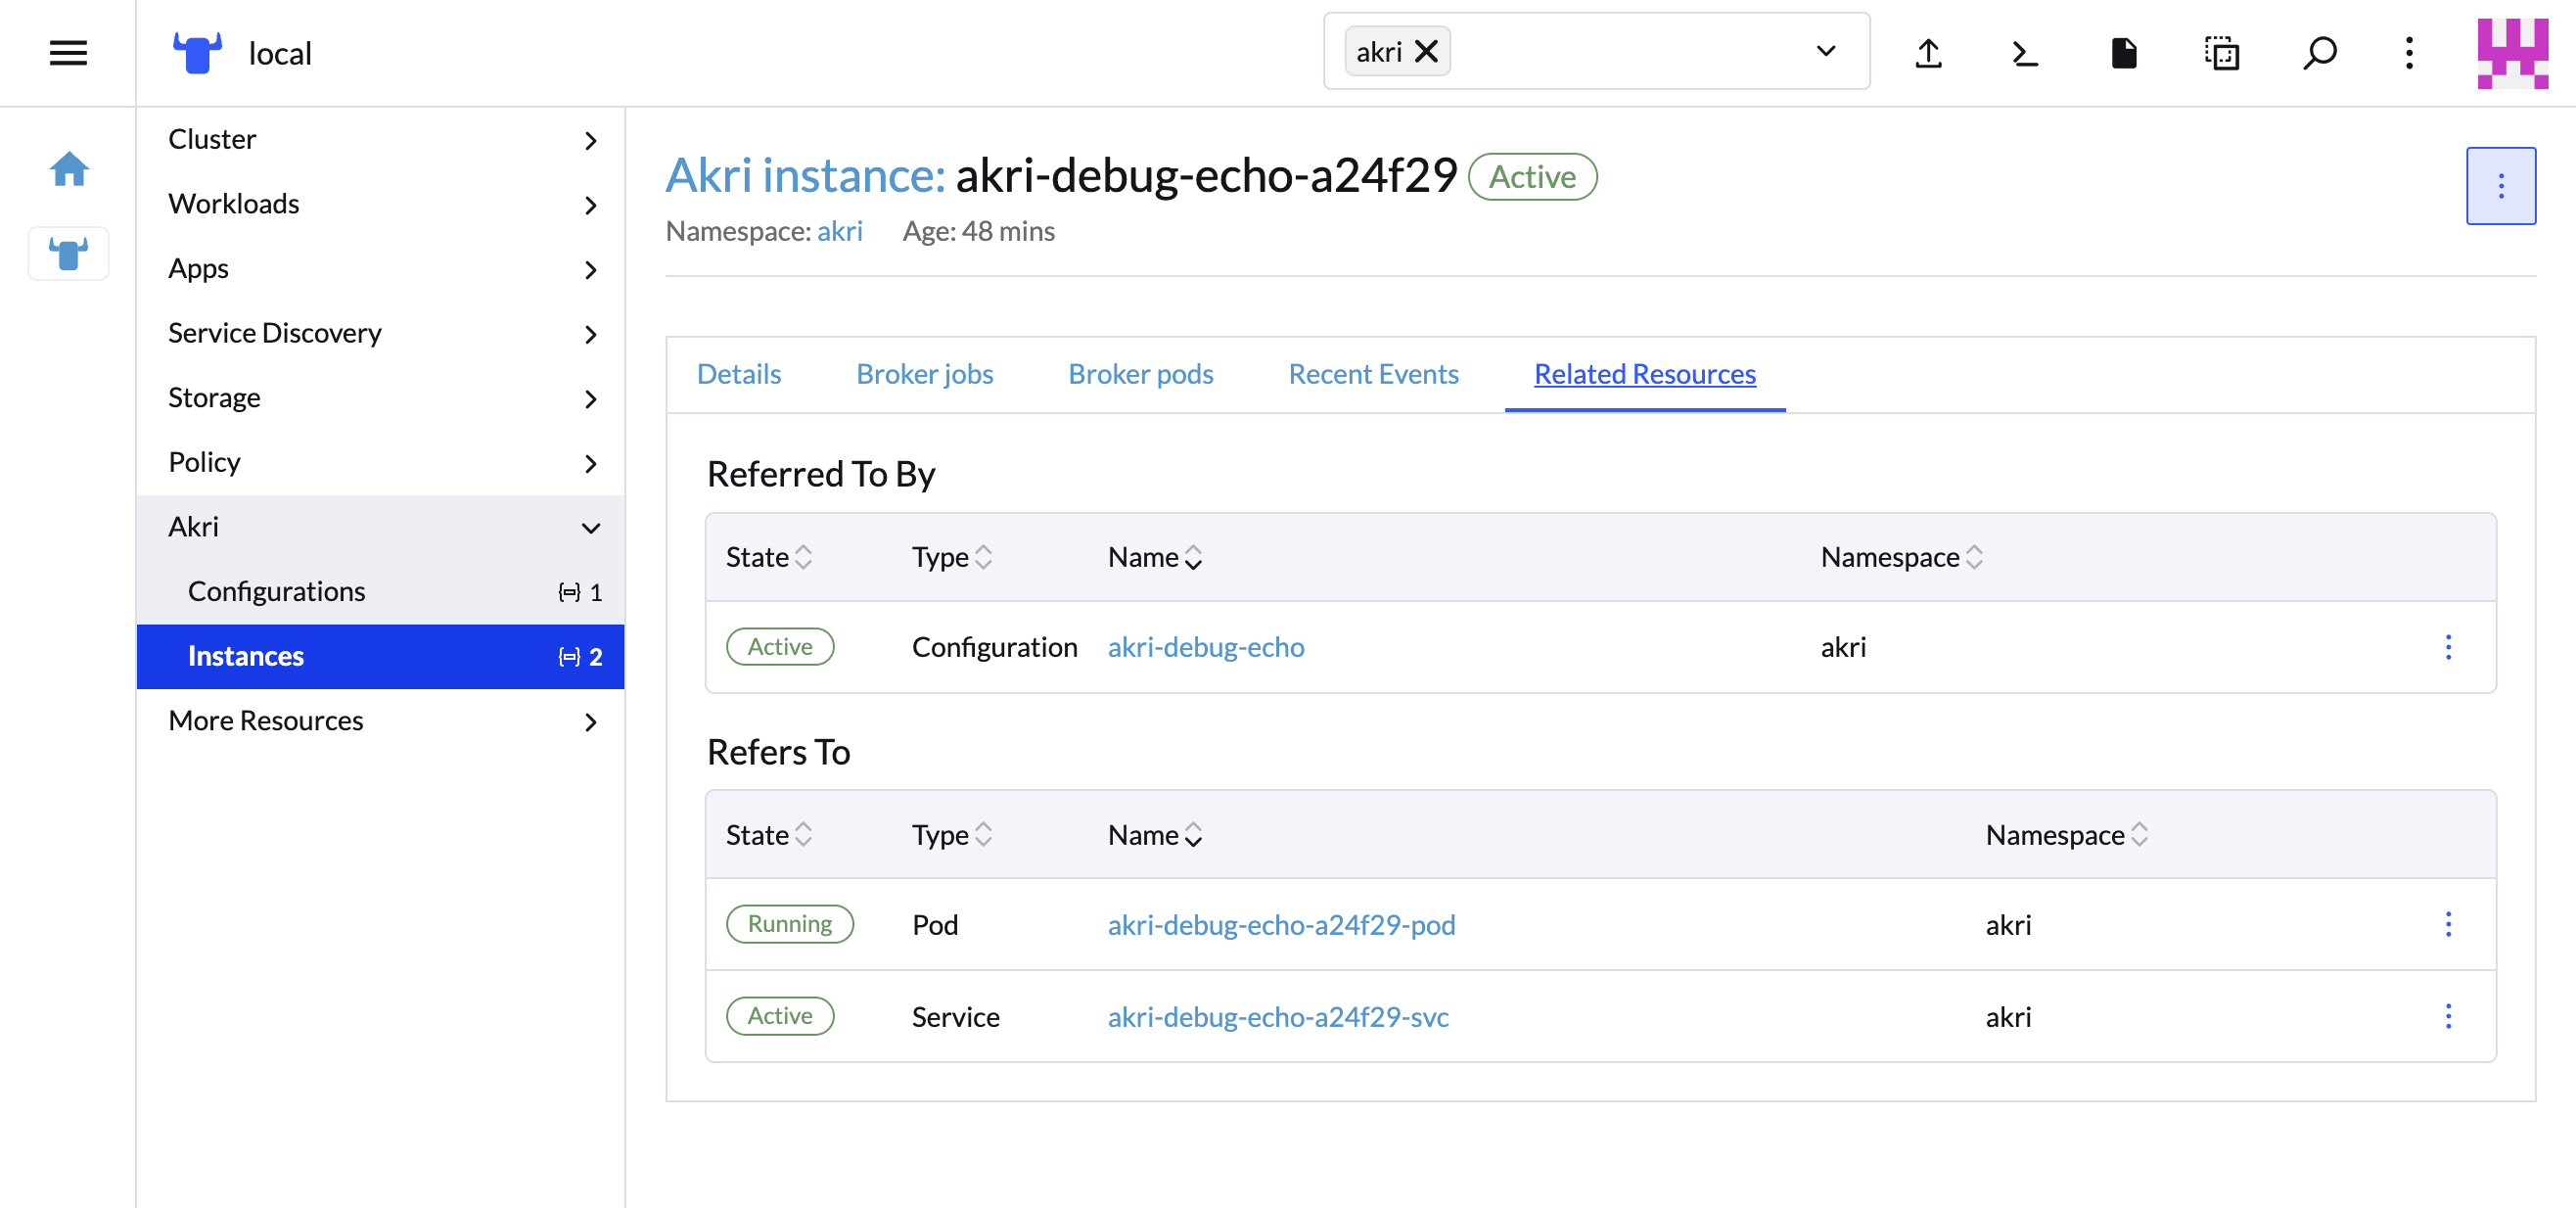 local
akri
Cluster
Workloads
Apps
Service Discovery
Storage
Policy
Akri
Configurations 1
Instances 2
More Resources
Akri instance: akri-debug-echo-a24f29 Active
Namespace: akri Age: 48 mins
Details Broker jobs Broker pods Recent Events Related Resources
Referred To By
State Type Name Namespace
Active Configuration akri-debug-echo akri
Refers To
State Type Name Namespace
Running Pod akri-debug-echo-a24f29-pod akri
Active Service akri-debug-echo-a24f29-svc akri